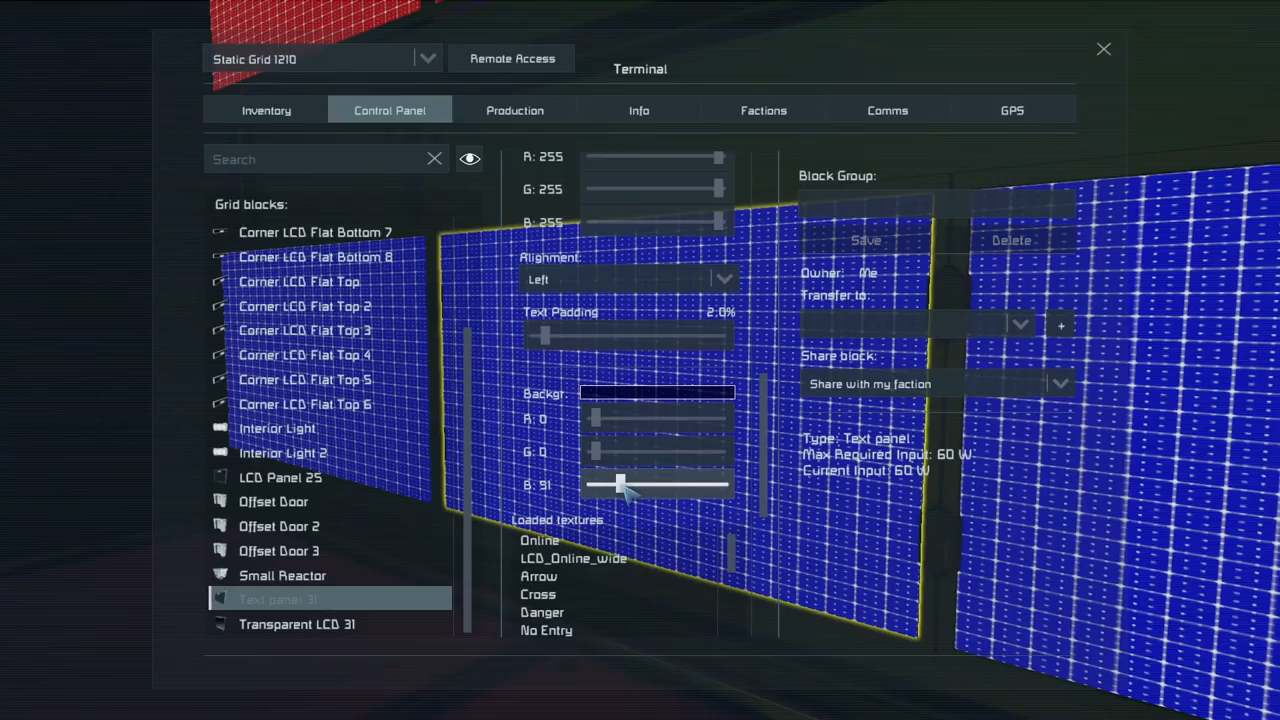 Static Grid 1210
Remote Access
Terminal
Inventory
Control Panel
Production
Info
Factions
Comms
GPS
Search
Grid blocks:
Corner LCD Flat Bottom 7
Corner LCD Flat Bottom 8
Corner LCD Flat Top
Corner LCD Flat Top 2
Corner LCD Flat Top 3
Corner LCD Flat Top 4
Corner LCD Flat Top 5
Corner LCD Flat Top 6
Interior Light
Interior Light 2
LCD Panel 25
Offset Door
Offset Door 2
Offset Door 3
Small Reactor
Text panel 31
Transparent LCD 31
R: 255
G: 255
B: 255
Alignment:
Left
Text Padding 2.0%
Backgr.
R: 0
G: 0
B: 51
Loaded textures
Online
LCD_Online_wide
Arrow
Cross
Danger
No Entry
Block Group:
Save
Delete
Owner: Me
Transfer to:
+
Share block:
Share with my faction
Type: Text panel
Max Required Input: 60 W
Current Input: 60 W